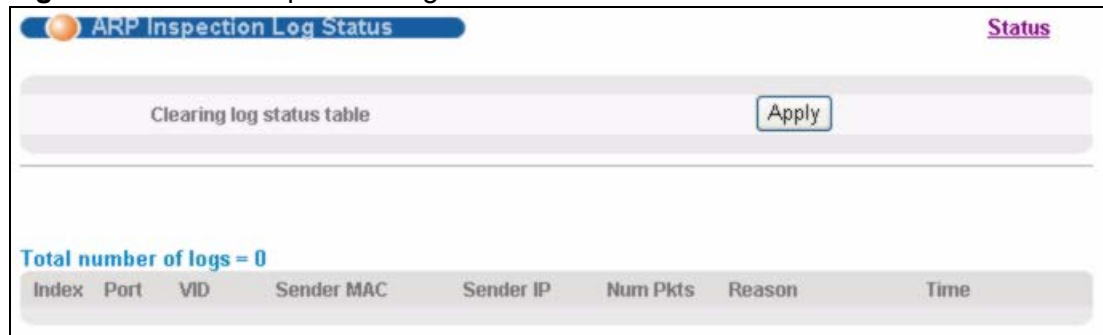 ARP Inspection Log Status Status
Clearing log status table Apply
Total number of logs = 0
Index Port VID Sender MAC Sender IP Num Pkts Reason Time